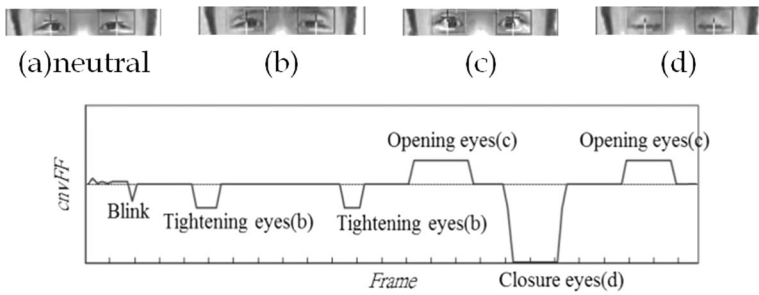 (a)neutral
(b)
(c)
(d)
cnvFF
Opening eyes(c)
Opening eyes(c)
Blink
Tightening eyes(b)
Tightening eyes(b)
Frame
Closure eyes(d)